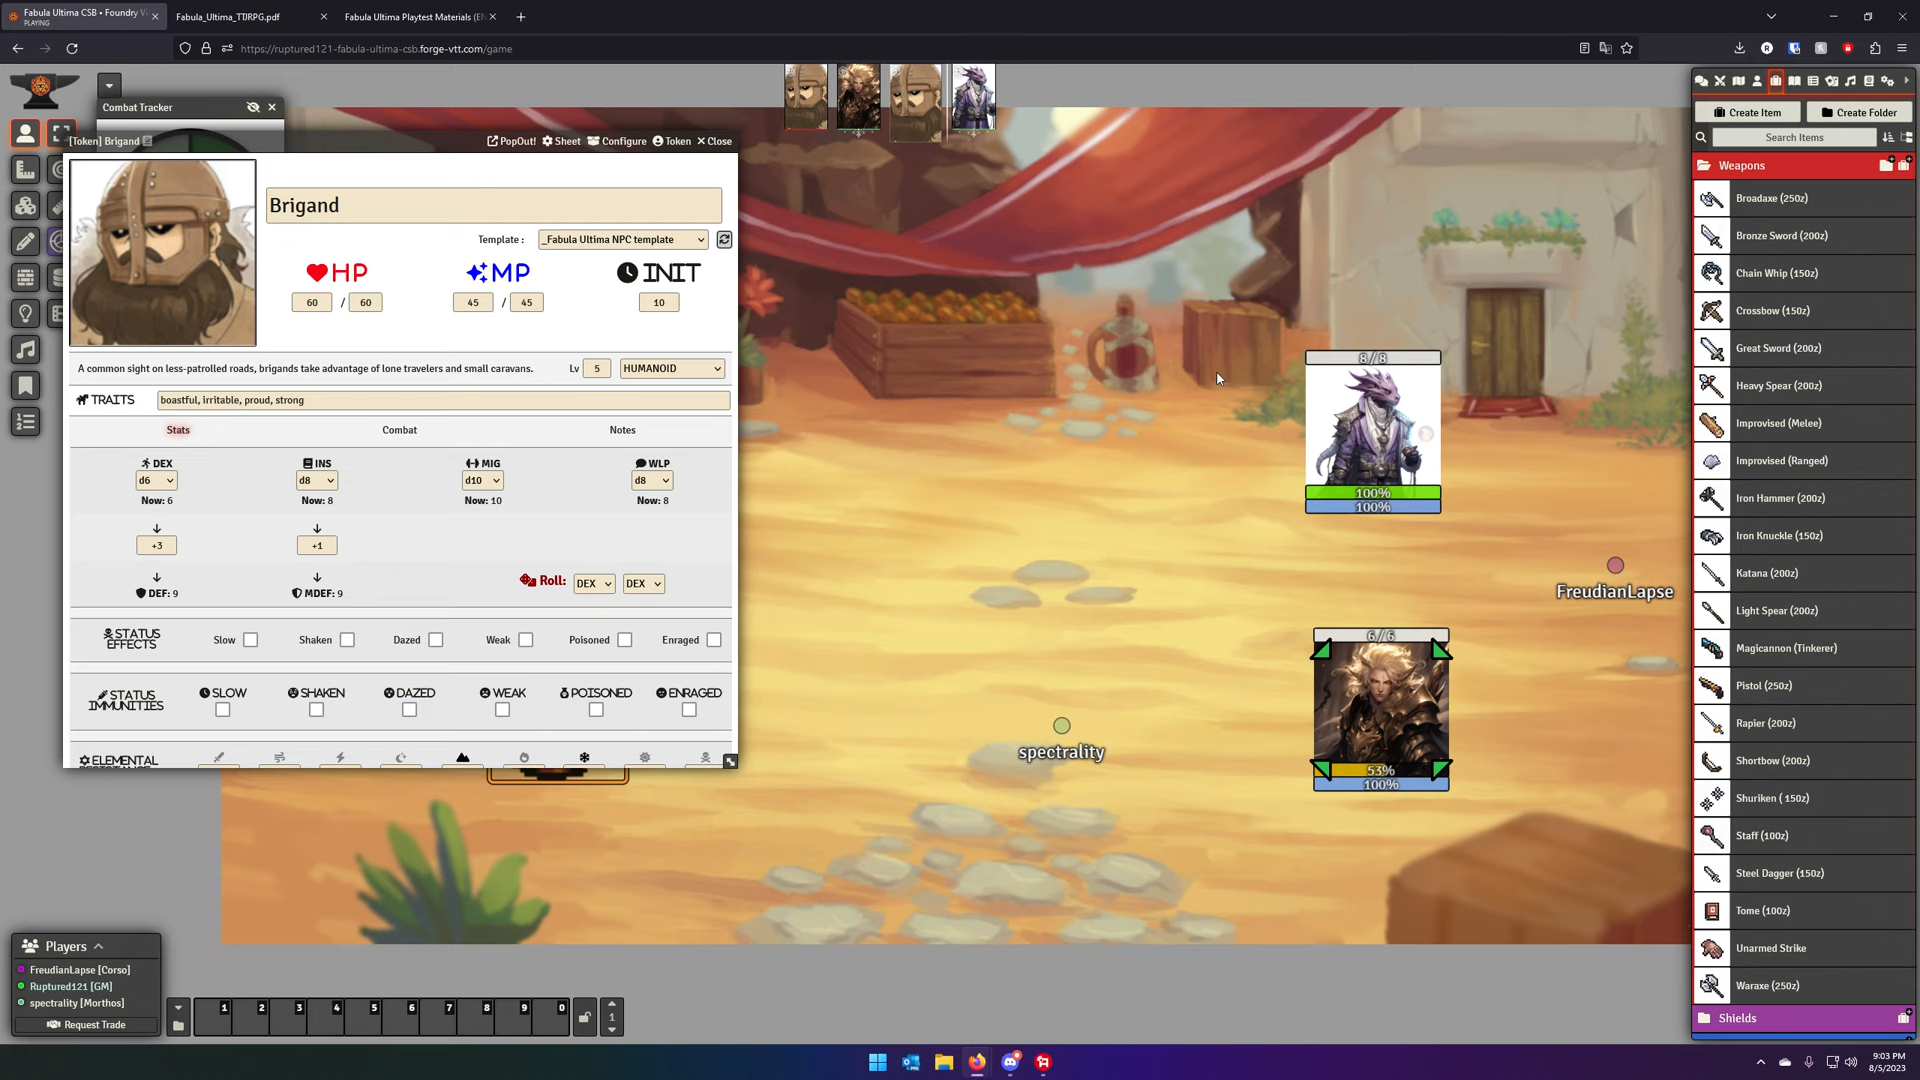 Fabula Ultima CSB • Foundry Vi
PLAYING
Fabula_Ultima_TTJRPG.pdf
Fabula Ultima Playtest Materials (EN
https://ruptured121-fabula-ultima-csb.forge-vtt.com/game
Combat Tracker
[Token] Brigand
PopOut! Sheet Configure Token Close
Brigand
Template : _Fabula Ultima NPC template
HP MP INIT
60 / 60 45 / 45 10
A common sight on less-patrolled roads, brigands take advantage of lone travelers and small caravans. Lv 5 HUMANOID
TRAITS boastful, irritable, proud, strong
Stats Combat Notes
DEX INS MIG WLP
d6 d8 d10 d8
Now: 6 Now: 8 Now: 10 Now: 8
+3 +1
Roll: DEX DEX
DEF: 9 MDEF: 9
STATUS EFFECTS Slow Shaken Dazed Weak Poisoned Enraged
STATUS IMMUNITIES SLOW SHAKEN DAZED WEAK POISONED ENRAGED
ELEMENTAL
8 / 8
100%
100%
FreudianLapse
6 / 6
53%
100%
spectrality
Create Item Create Folder
Search Items
Weapons
Broadaxe (250z)
Bronze Sword (200z)
Chain Whip (150z)
Crossbow (150z)
Great Sword (200z)
Heavy Spear (200z)
Improvised (Melee)
Improvised (Ranged)
Iron Hammer (200z)
Iron Knuckle (150z)
Katana (200z)
Light Spear (200z)
Magicannon (Tinkerer)
Pistol (250z)
Rapier (200z)
Shortbow (200z)
Shuriken ( 150z)
Staff (100z)
Steel Dagger (150z)
Tome (100z)
Unarmed Strike
Waraxe (250z)
Shields
Players
FreudianLapse [Corso]
Ruptured121 [GM]
spectrality [Morthos]
Request Trade
1 2 3 4 5 6 7 8 9 0
1
9:03 PM
8/5/2023